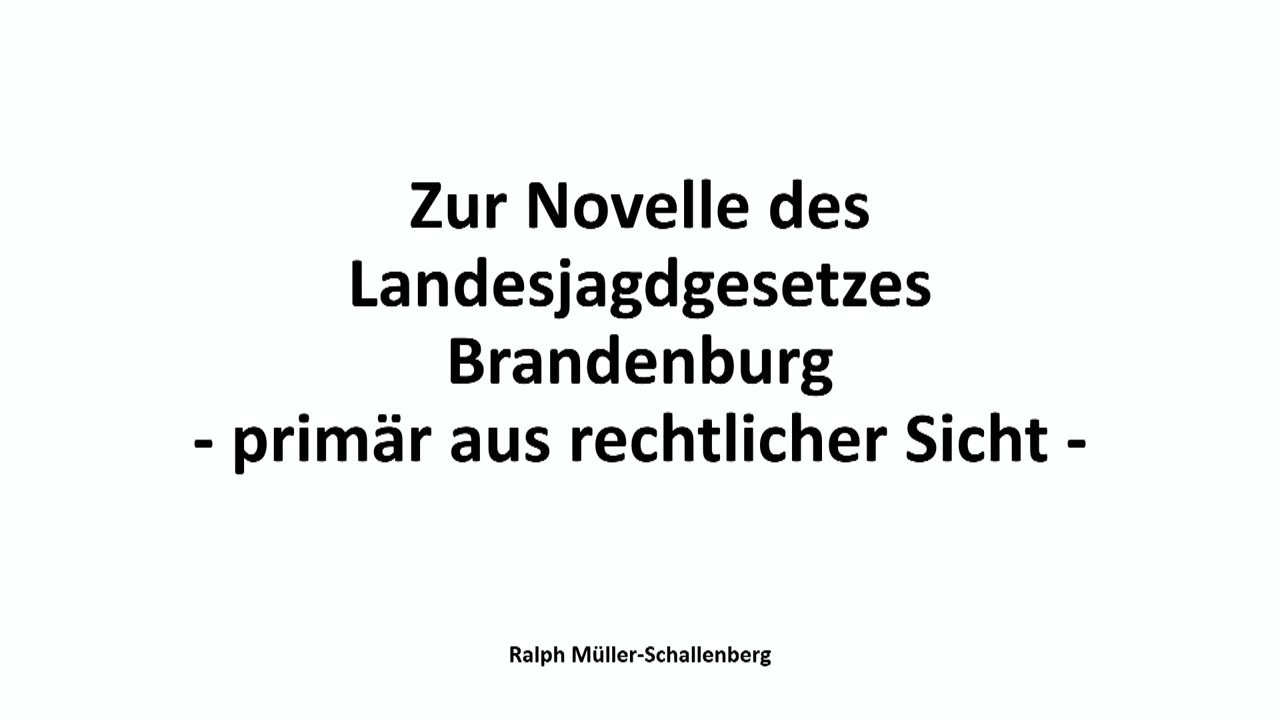 Zur Novelle des
Landesjagdgesetzes
Brandenburg
- primär aus rechtlicher Sicht -
Ralph Müller-Schallenberg